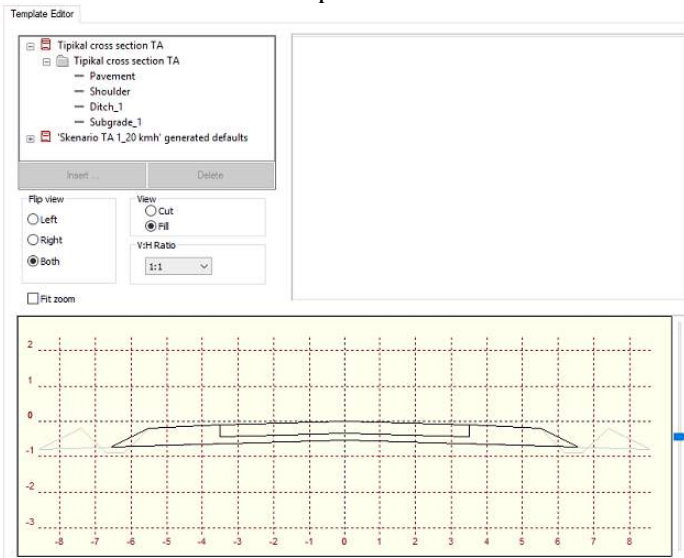 Template Editor
Tipikal cross section TA
Tipikal cross section TA
Pavement
Shoulder
Ditch_1
Subgrade_1
'Skenario TA 1_20 kmh' generated defaults
Insert ...
Delete
Flip view
Left
Right
Both
View
Cut
Fill
V:H Ratio
1:1
Fit zoom
2
1
0
-1
-2
-3
-8 -7 -6 -5 -4 -3 -2 -1 0 1 2 3 4 5 6 7 8